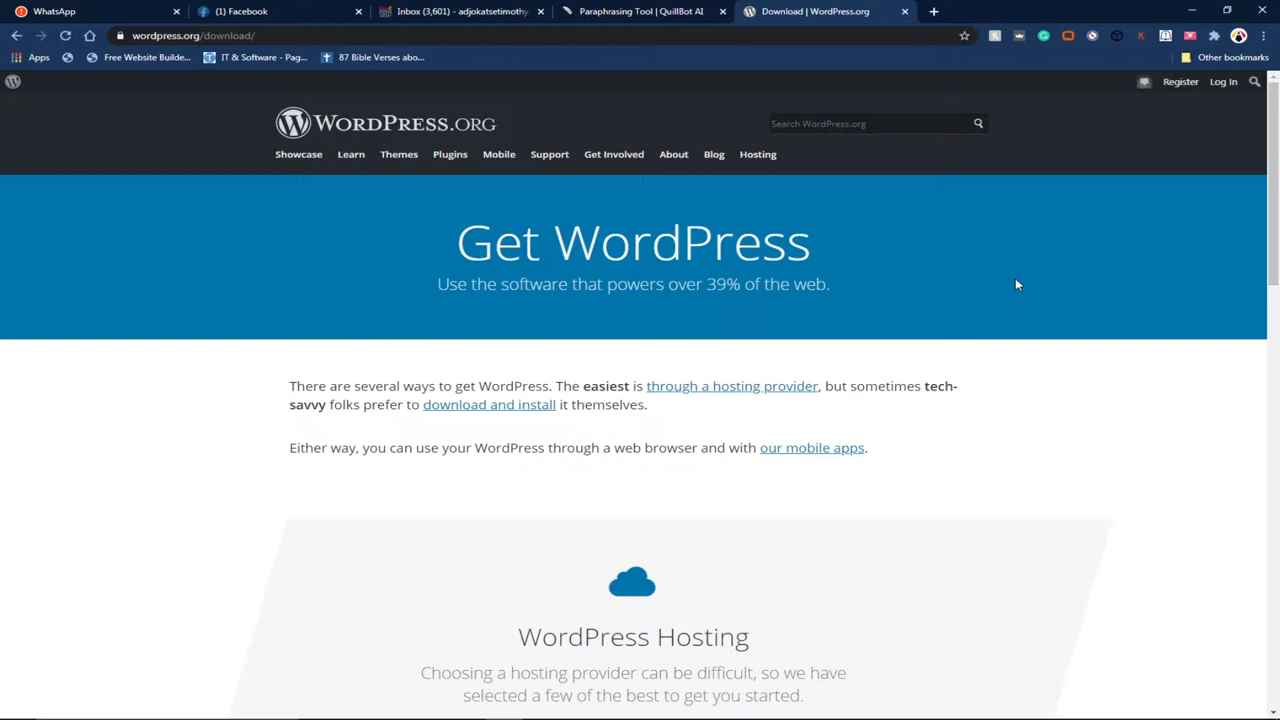 WhatsApp
(1) Facebook
Inbox (3,601) - adjokatsetimothy
Paraphrasing Tool | QuillBot AI
Download | WordPress.org
wordpress.org/download/
Apps
Free Website Builde...
IT & Software - Pag...
87 Bible Verses abo...
Other bookmarks
Register
Log In
WORDPRESS.ORG
Search WordPress.org
Showcase
Learn
Themes
Plugins
Mobile
Support
Get Involved
About
Blog
Hosting
Get WordPress
Use the software that powers over 39% of the web.
There are several ways to get WordPress. The easiest is through a hosting provider, but sometimes tech-
savvy folks prefer to download and install it themselves.
Either way, you can use your WordPress through a web browser and with our mobile apps.
WordPress Hosting
Choosing a hosting provider can be difficult, so we have
selected a few of the best to get you started.